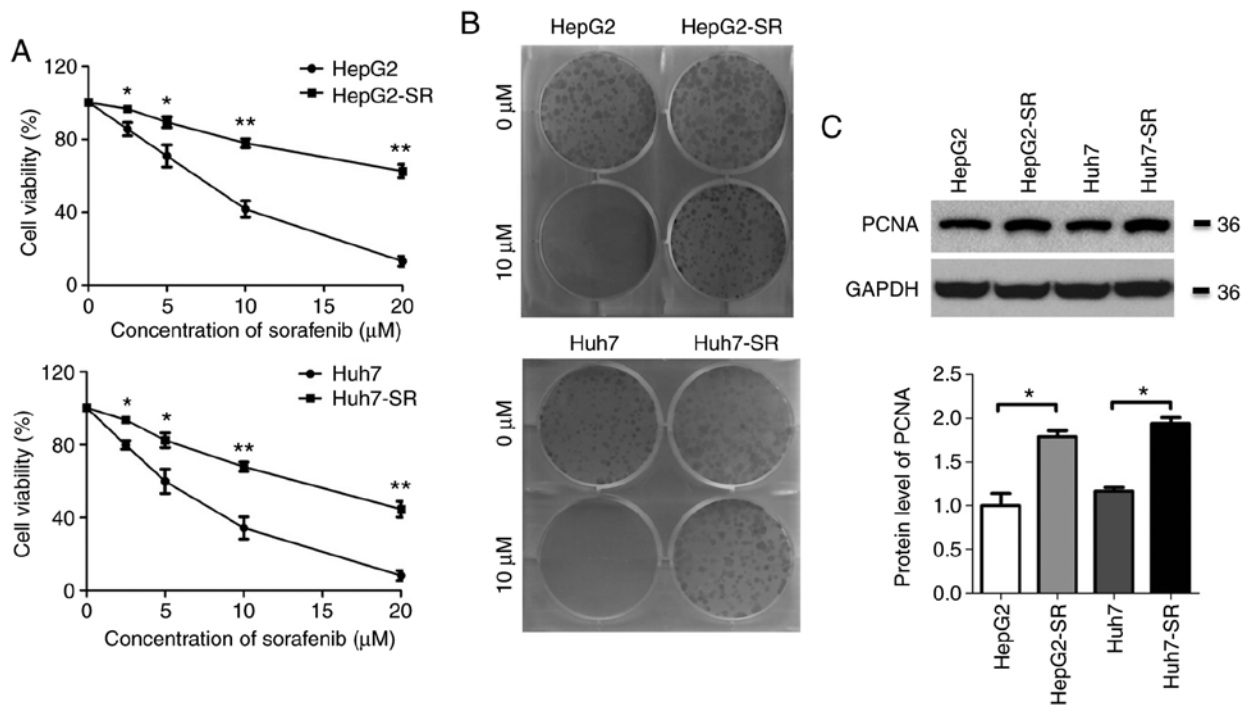 A
120
80
40
0
Cell viability (%)
HepG2
HepG2-SR
* * ** **
0 5 10 15 20
Concentration of sorafenib (μM)
120
80
40
0
Cell viability (%)
Huh7
Huh7-SR
* * ** **
0 5 10 15 20
Concentration of sorafenib (μM)
B
HepG2 HepG2-SR
0 μM
10 μM
Huh7 Huh7-SR
0 μM
10 μM
C
HepG2 HepG2-SR Huh7 Huh7-SR
PCNA 36
GAPDH 36
Protein level of PCNA
2.5
2.0
1.5
1.0
0.5
0.0
* *
HepG2 HepG2-SR Huh7 Huh7-SR